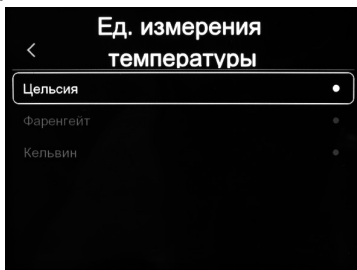 Ед. измерения
температуры
Цельсия
Фаренгейт
Кельвин